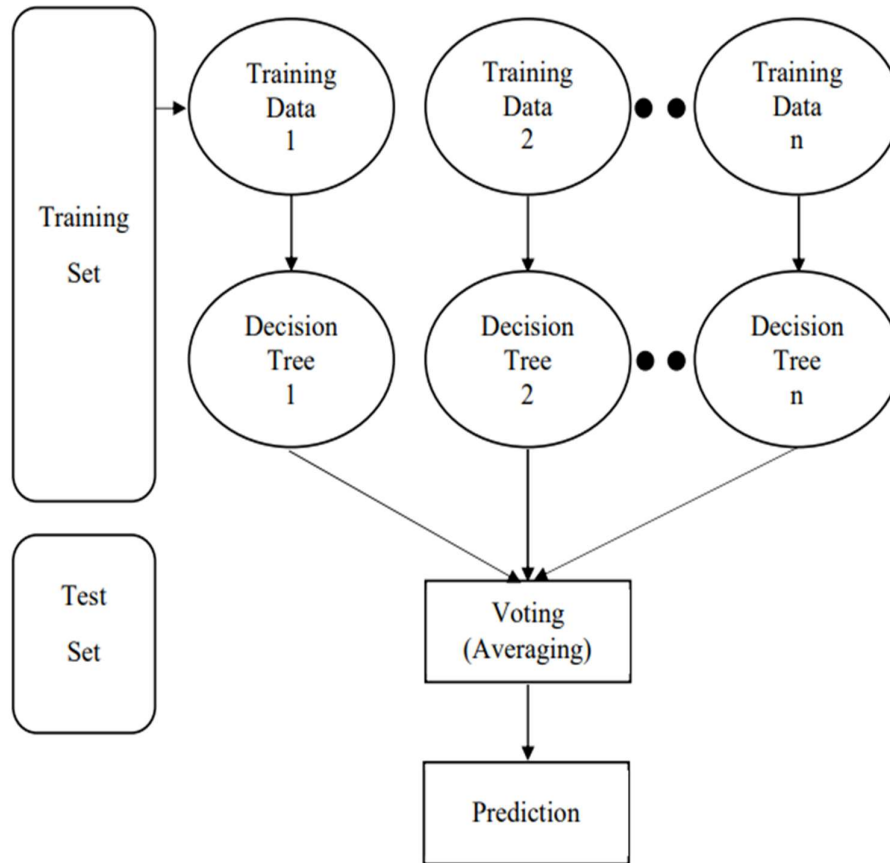 Training
Set
Training
Data
1
Training
Data
2
Training
Data
n
Decision
Tree
1
Decision
Tree
2
Decision
Tree
n
Test
Set
Voting
(Averaging)
Prediction